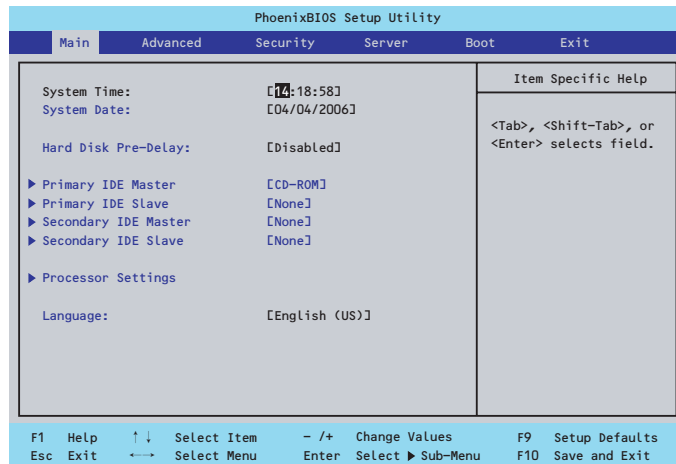 PhoenixBIOS Setup Utility
Main Advanced Security Server Boot Exit
System Time: [14:18:58]
System Date: [04/04/2006]
Hard Disk Pre-Delay: [Disabled]
▶ Primary IDE Master [CD-ROM]
▶ Primary IDE Slave [None]
▶ Secondary IDE Master [None]
▶ Secondary IDE Slave [None]
▶ Processor Settings
Language: [English (US)]
Item Specific Help
<Tab>, <Shift-Tab>, or
<Enter> selects field.
F1 Help ↑↓ Select Item - /+ Change Values F9 Setup Defaults
Esc Exit ←→ Select Menu Enter Select ▶ Sub-Menu F10 Save and Exit